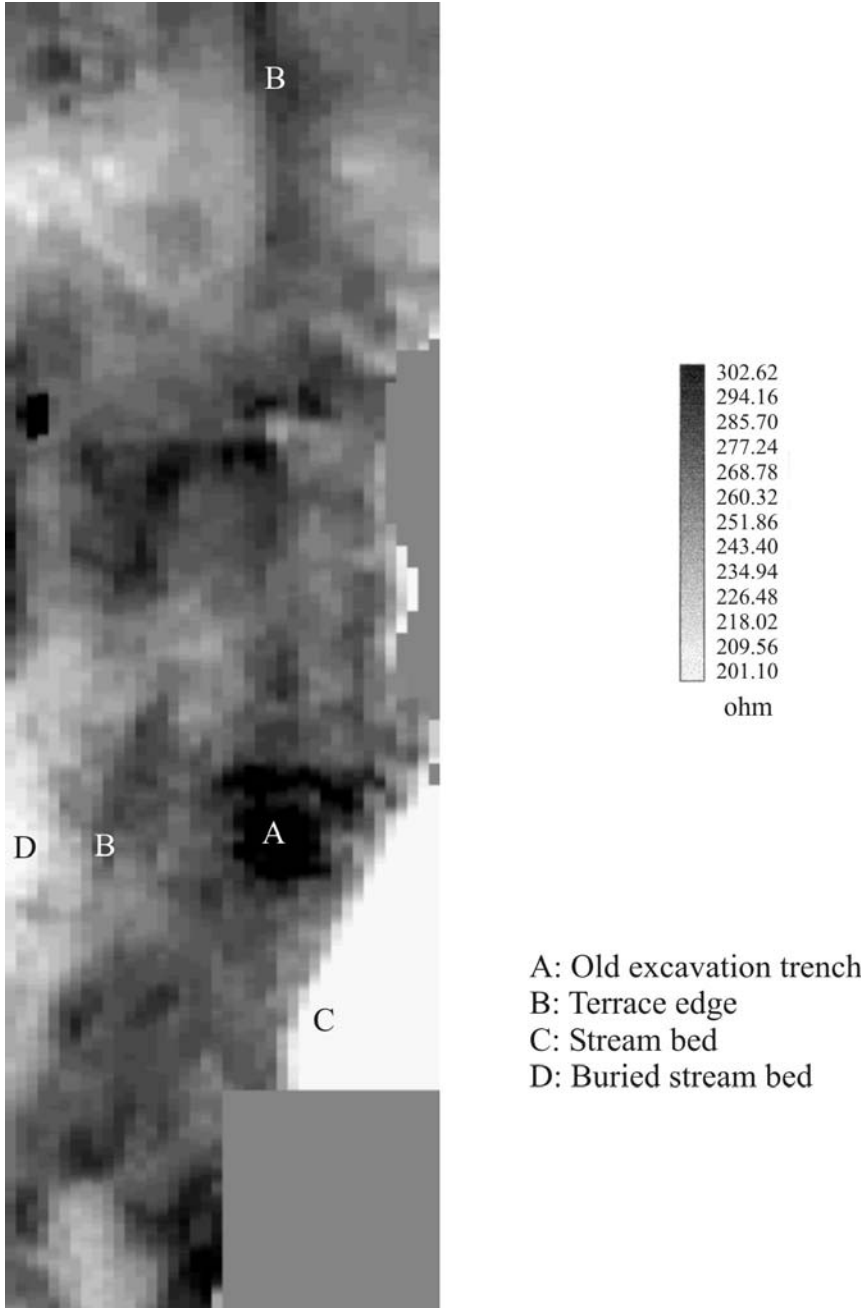 B
302.62
294.16
285.70
277.24
268.78
260.32
251.86
243.40
234.94
226.48
218.02
209.56
201.10
ohm
A
D
B
C
A: Old excavation trench
B: Terrace edge
C: Stream bed
D: Buried stream bed